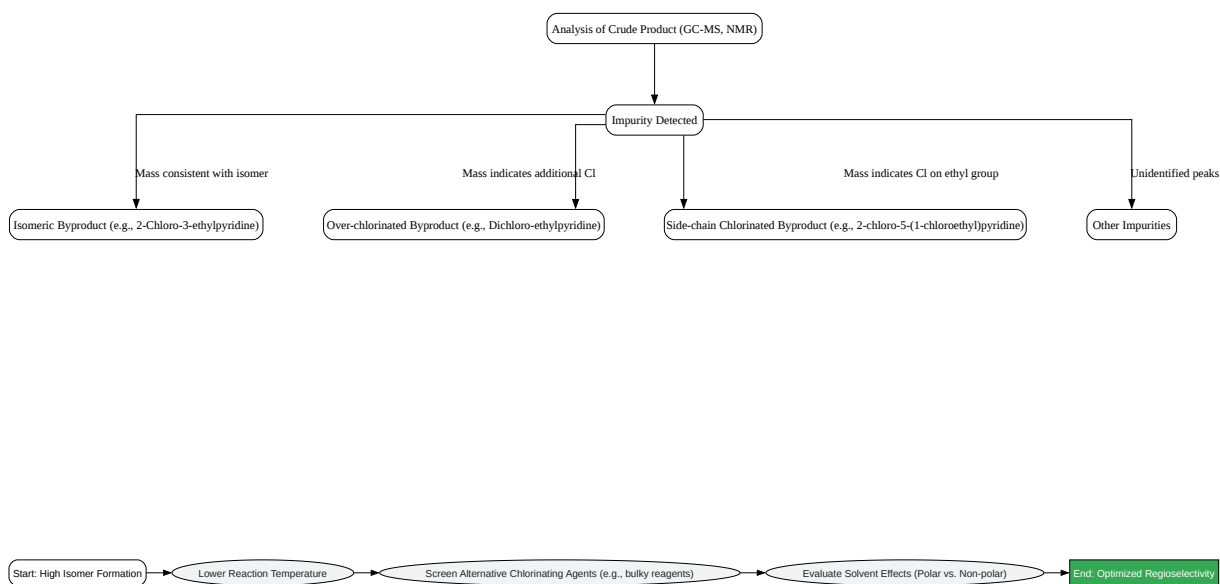 Analysis of Crude Product (GC-MS, NMR)
Impurity Detected
Mass consistent with isomer
Mass indicates additional Cl
Mass indicates Cl on ethyl group
Unidentified peaks
Isomeric Byproduct (e.g., 2-Chloro-3-ethylpyridine)
Over-chlorinated Byproduct (e.g., Dichloro-ethylpyridine)
Side-chain Chlorinated Byproduct (e.g., 2-chloro-5-(1-chloroethyl)pyridine)
Other Impurities
Start: High Isomer Formation
Lower Reaction Temperature
Screen Alternative Chlorinating Agents (e.g., bulky reagents)
Evaluate Solvent Effects (Polar vs. Non-polar)
End: Optimized Regioselectivity